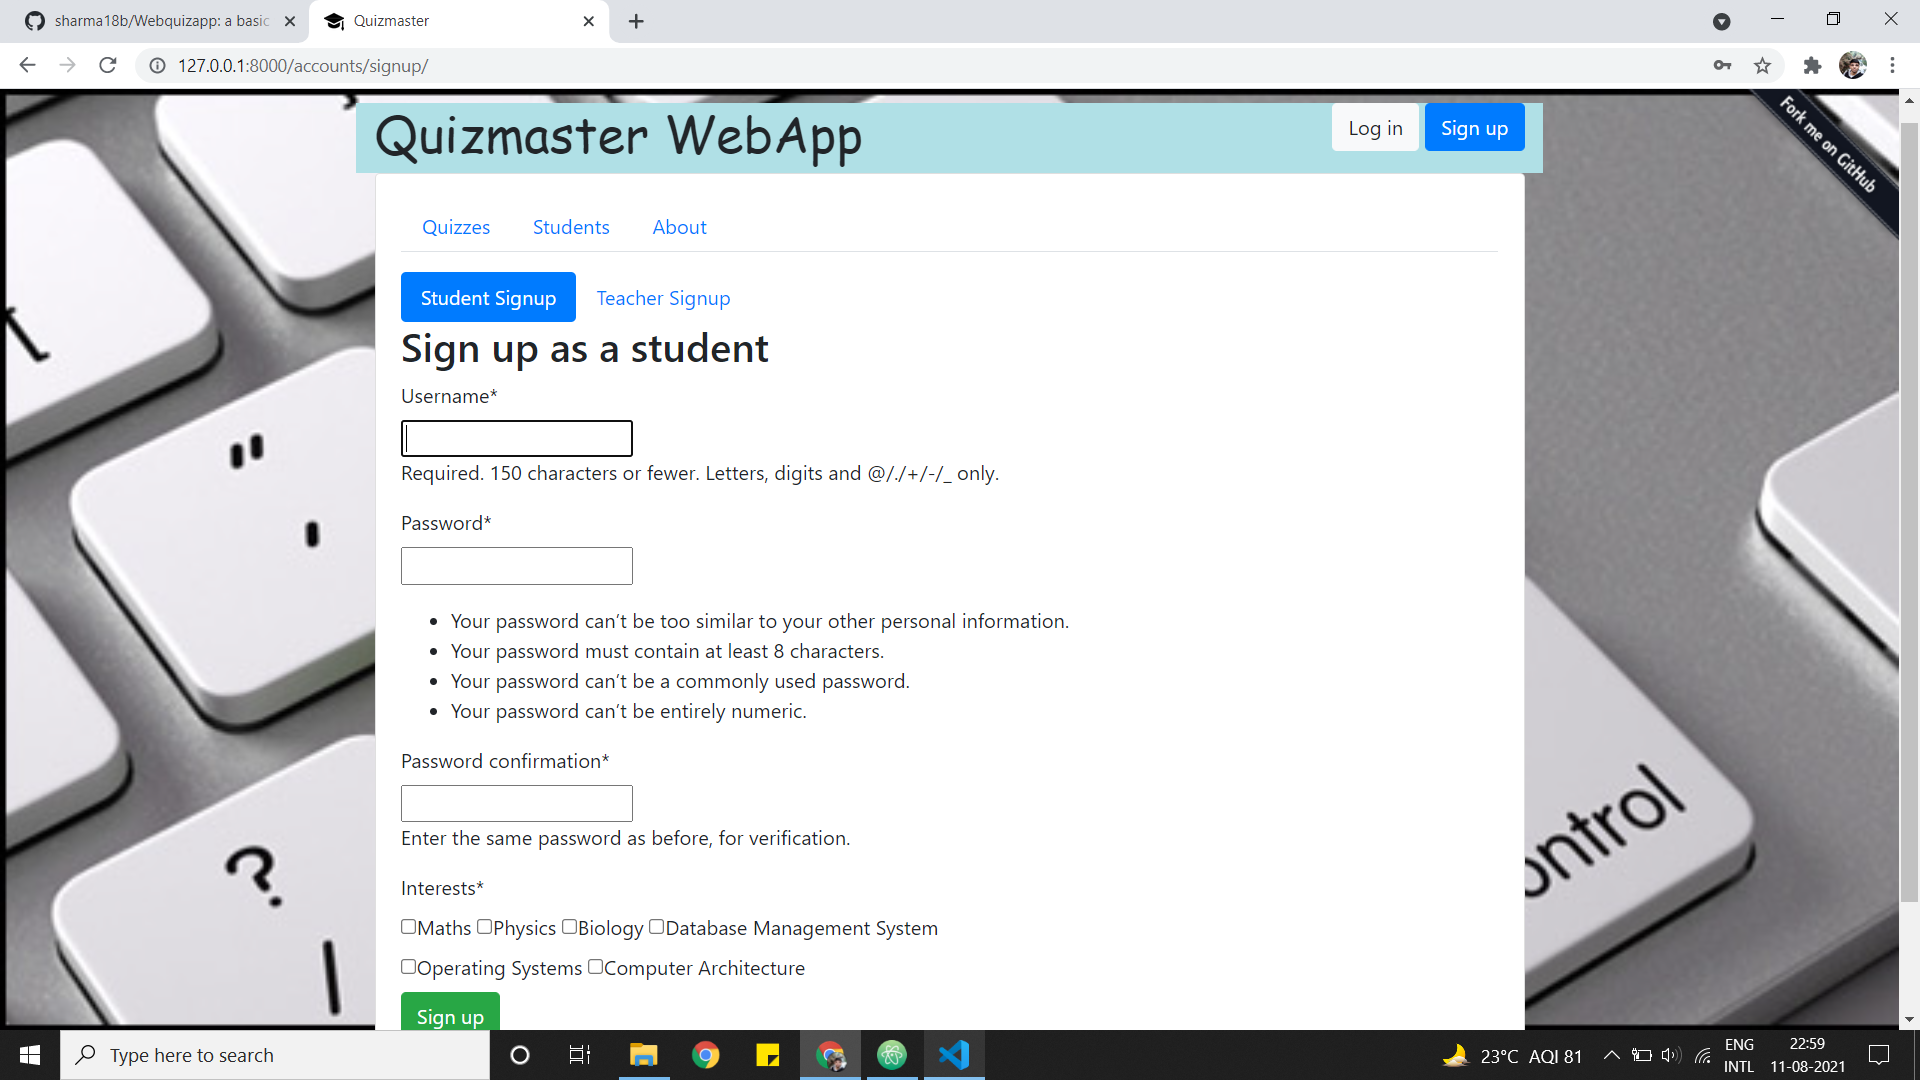 sharma18b/Webquizapp: a basic
Quizmaster
127.0.0.1:8000/accounts/signup/
Quizmaster WebApp
Log in
Sign up
Fork me on GitHub
Quizzes
Students
About
Student Signup
Teacher Signup
Sign up as a student
Username*
Required. 150 characters or fewer. Letters, digits and @/./+/-/_ only.
Password*
Your password can’t be too similar to your other personal information.
Your password must contain at least 8 characters.
Your password can’t be a commonly used password.
Your password can’t be entirely numeric.
Password confirmation*
Enter the same password as before, for verification.
Interests*
Maths Physics Biology Database Management System
Operating Systems Computer Architecture
Sign up
[
"
'
?
/
ontrol
Type here to search
23°C AQI 81
ENG
INTL
22:59
11-08-2021